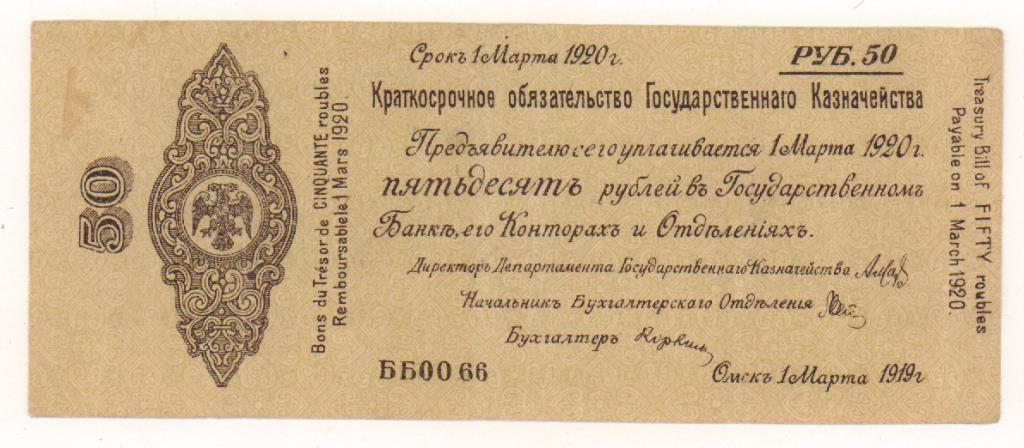 50
Bons du Trésor de CINQUANTE roubles
Remboursable le 1 Mars 1920.
Срокъ 1 Марта 1920 г.
РУБ. 50
Краткосрочное обязательство Государственнаго Казначейства
Предъявителю сего уплачивается 1 Марта 1920 г.
пятьдесятъ рублей въ Государственномъ
Банкѣ, его Конторахъ и Отдѣленіяхъ.
Директоръ Департамента Государственнаго Казначейства
Начальникъ Бухгалтерскаго Отдѣленія
Бухгалтеръ
ББ00 66
Омскъ 1 Марта 1919 г
Treasury Bill of FIFTY roubles
Payable on 1 March 1920.